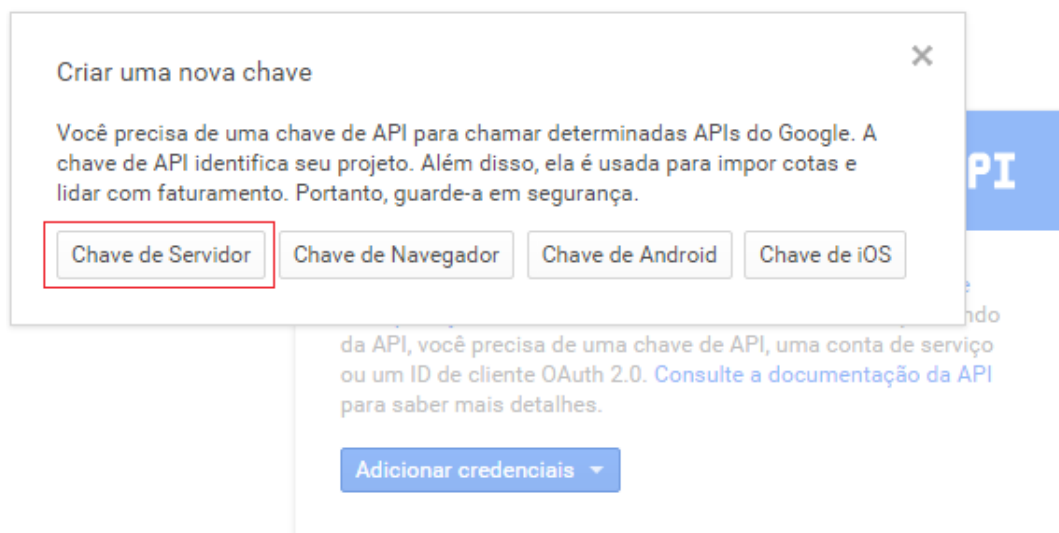 Criar uma nova chave
Você precisa de uma chave de API para chamar determinadas APIs do Google. A
chave de API identifica seu projeto. Além disso, ela é usada para impor cotas e
lidar com faturamento. Portanto, guarde-a em segurança.
Chave de Servidor Chave de Navegador Chave de Android Chave de iOS
PI
da API, você precisa de uma chave de API, uma conta de serviço
ou um ID de cliente OAuth 2.0. Consulte a documentação da API
para saber mais detalhes.
Adicionar credenciais